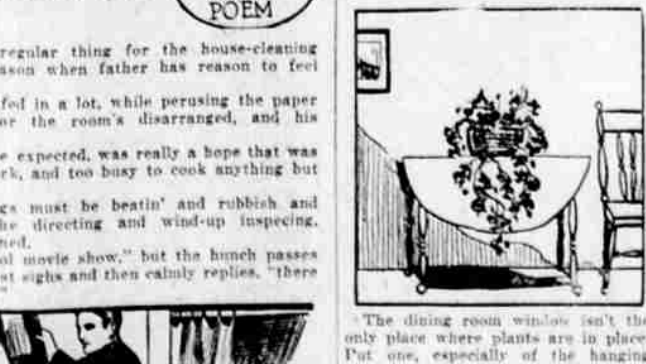 POEM
regular thing for the house-cleaning
ason when father has reason to feel
fed in a lot, while perusing the paper
or the room's disarranged, and his
e expected, was really a hope that was
rk, and too busy to cook anything but
gs must be beatin' and rubbish and
he directing and wind-up inspecing,
ned.
ol movie show," but the hunch passes
st sighs and then calmly replies, "there
The dining room window isn't the
only place where plants are in place
Put one, especially of the hanging